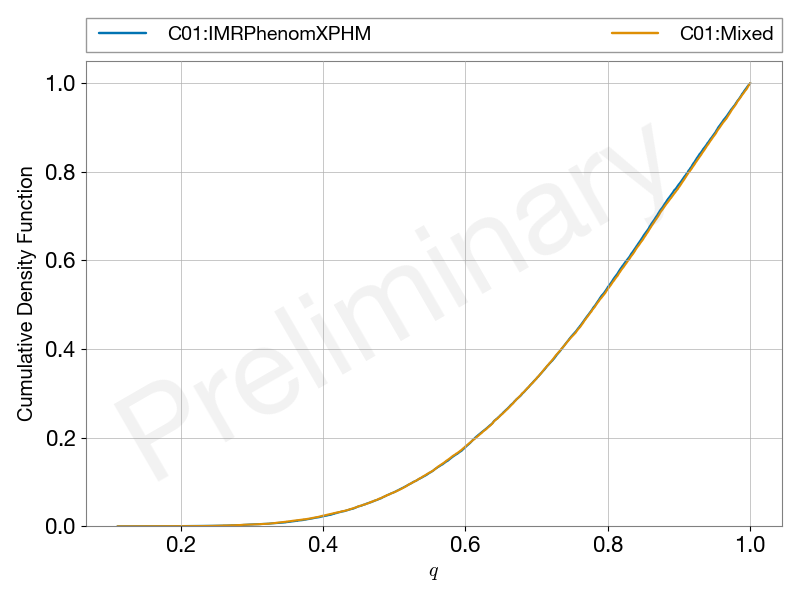 C01:IMRPhenomXPHM
C01:Mixed
1.0
0.8
0.6
0.4
0.2
0.0
Cumulative Density Function
Preliminary
0.2 0.4 0.6 0.8 1.0
q